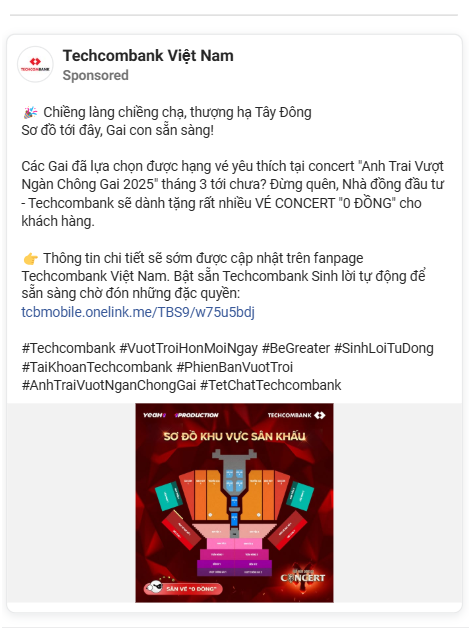 Techcombank Việt Nam
TECHCOMBANK
Sponsored
🎉 Chiềng làng chiềng chạ, thượng hạ Tây Đông
Sơ đồ tới đây, Gai con sẵn sàng!
Các Gai đã lựa chọn được hạng vé yêu thích tại concert "Anh Trai Vượt
Ngàn Chông Gai 2025" tháng 3 tới chưa? Đừng quên, Nhà đồng đầu tư
- Techcombank sẽ dành tặng rất nhiều VÉ CONCERT "0 ĐỒNG" cho
khách hàng.
👉 Thông tin chi tiết sẽ sớm được cập nhật trên fanpage
Techcombank Việt Nam. Bật sẵn Techcombank Sinh lời tự động để
sẵn sàng chờ đón những đặc quyền:
tcbmobile.onelink.me/TBS9/w75u5bdj
#Techcombank #VuotTroiHonMoiNgay #BeGreater #SinhLoiTuDong
#TaiKhoanTechcombank #PhienBanVuotTroi
#AnhTraiVuotNganChongGai #TetChatTechcombank
YEAH1 1PRODUCTION TECHCOMBANK
SƠ ĐỒ KHU VỰC SÂN KHẤU
SĂN VÉ "0 ĐỒNG"
CONCERT